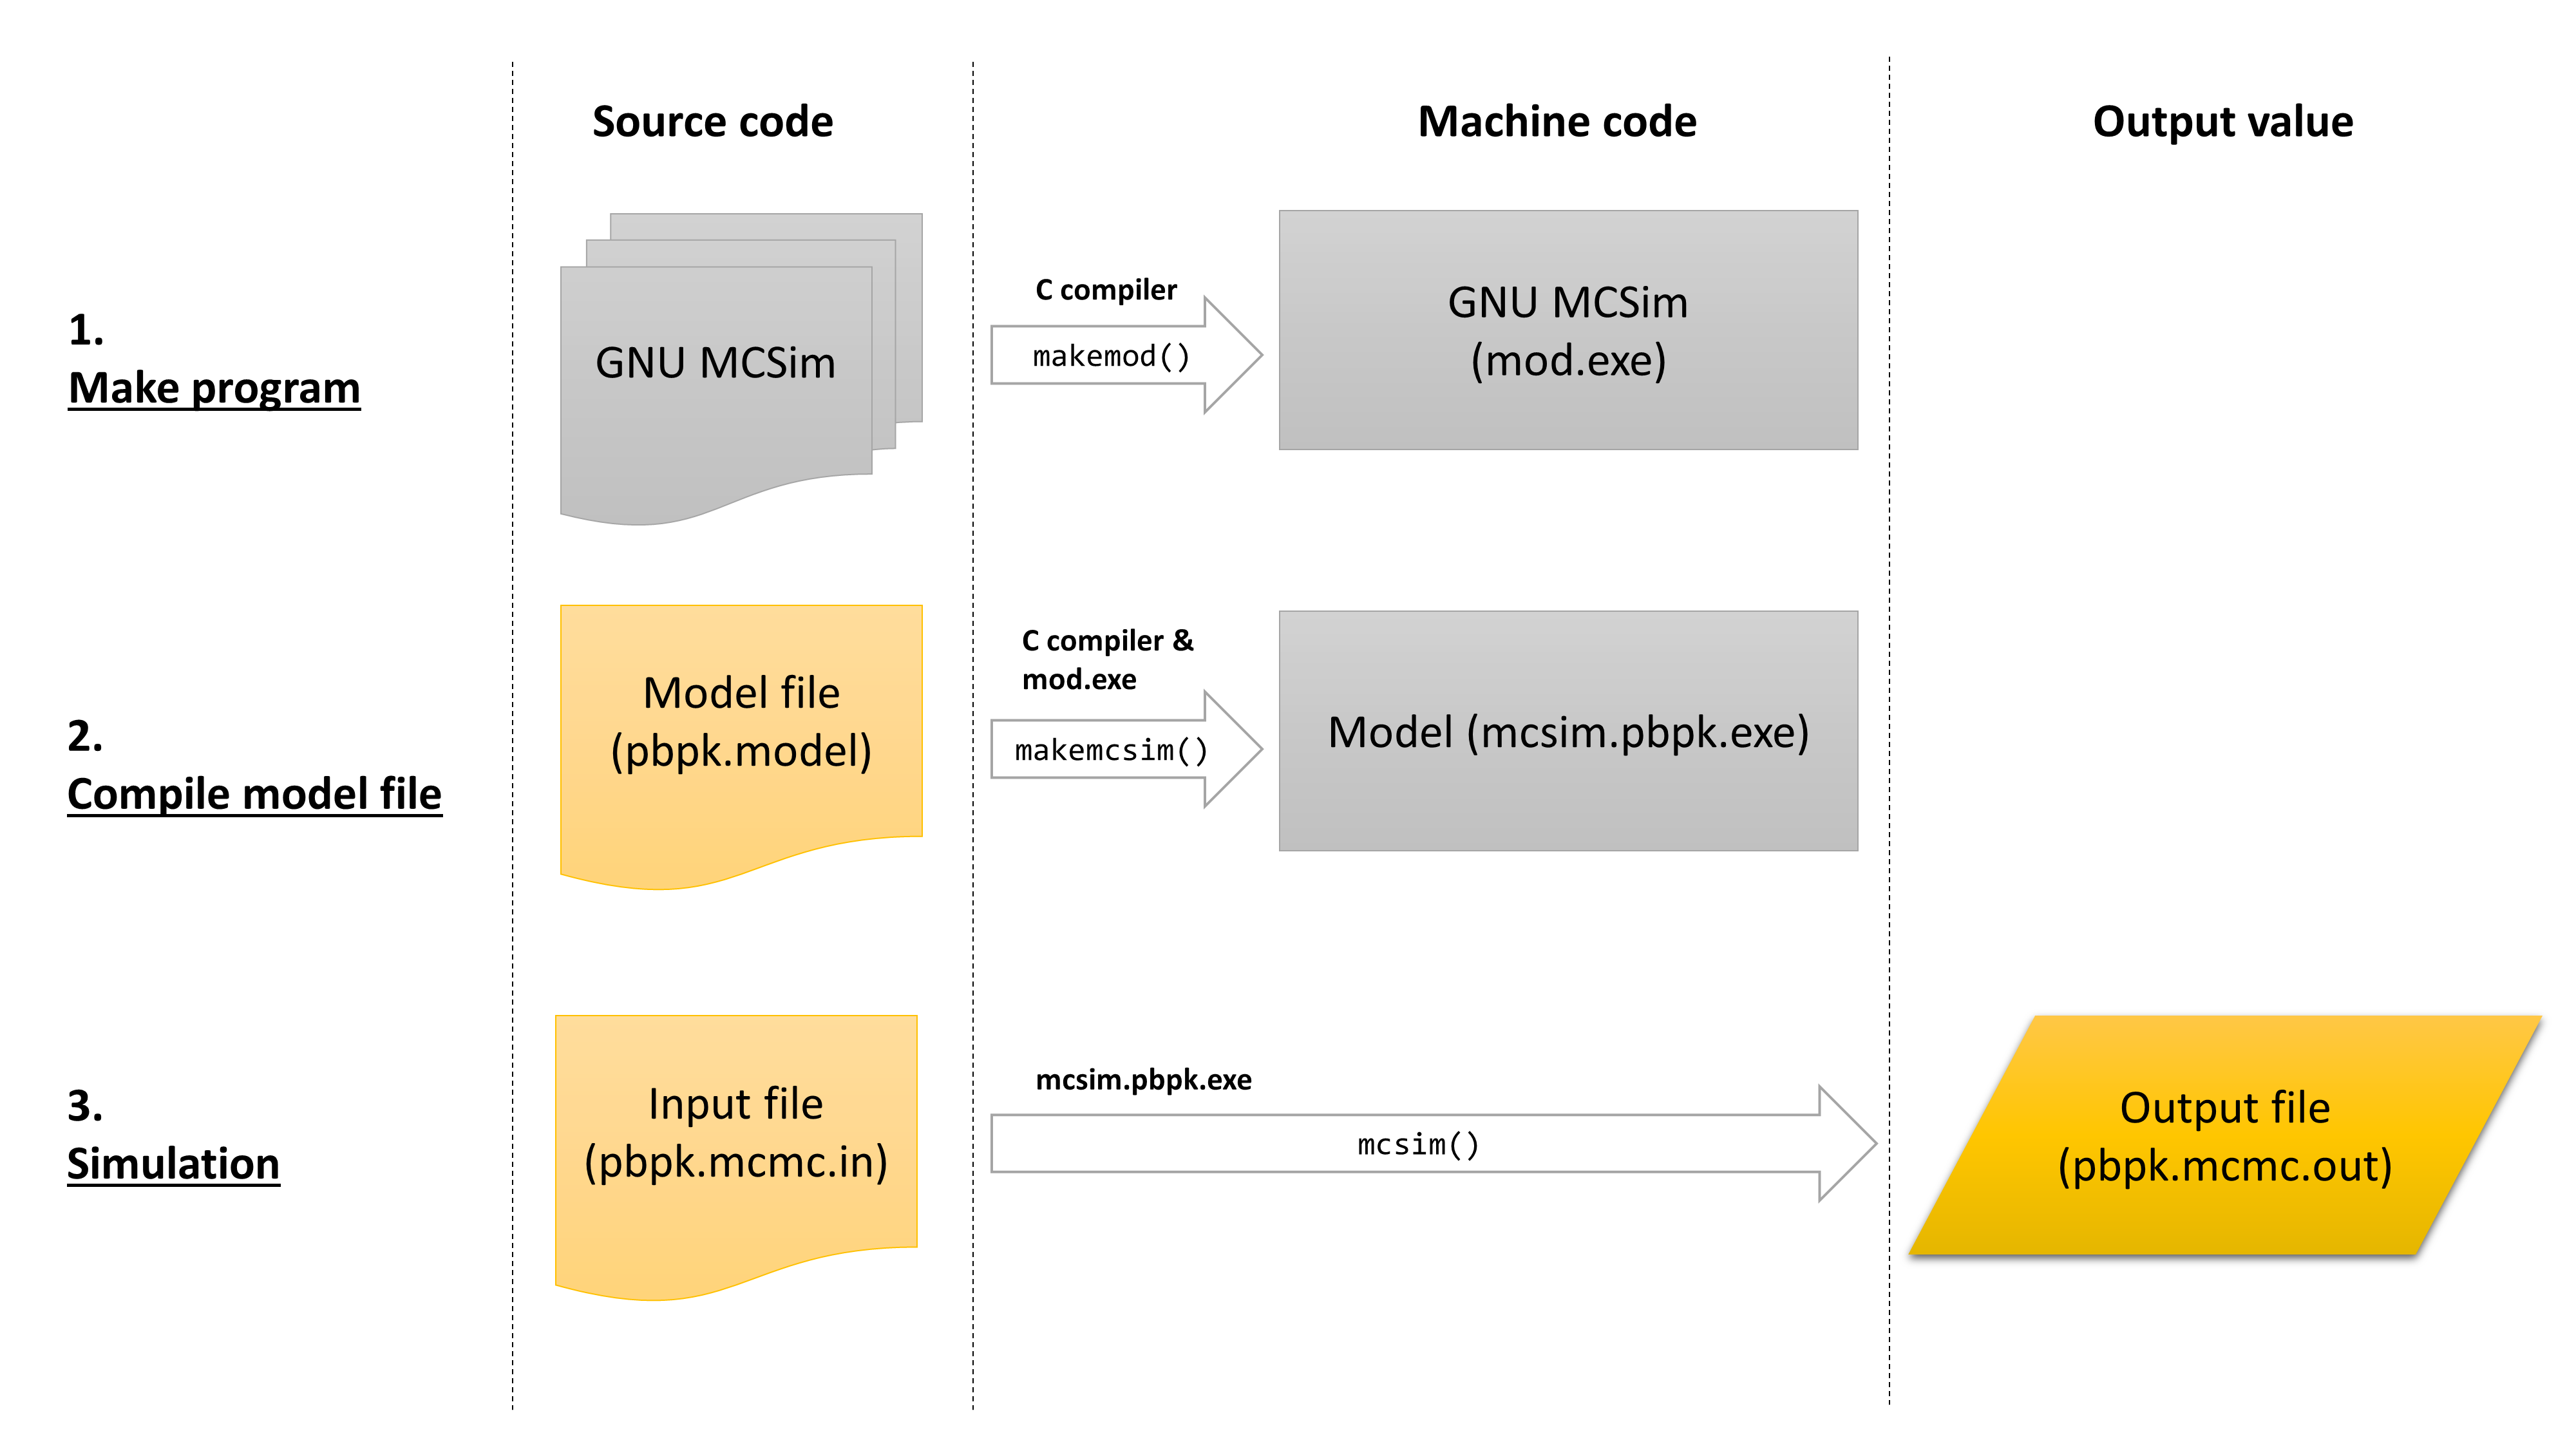 Source code
Machine code
Output value
1.
Make program
GNU MCSim
C compiler
makemod()
GNU MCSim
(mod.exe)
2.
Compile model file
Model file
(pbpk.model)
C compiler &
mod.exe
makemcsim()
Model (mcsim.pbpk.exe)
3.
Simulation
Input file
(pbpk.mcmc.in)
mcsim.pbpk.exe
mcsim()
Output file
(pbpk.mcmc.out)